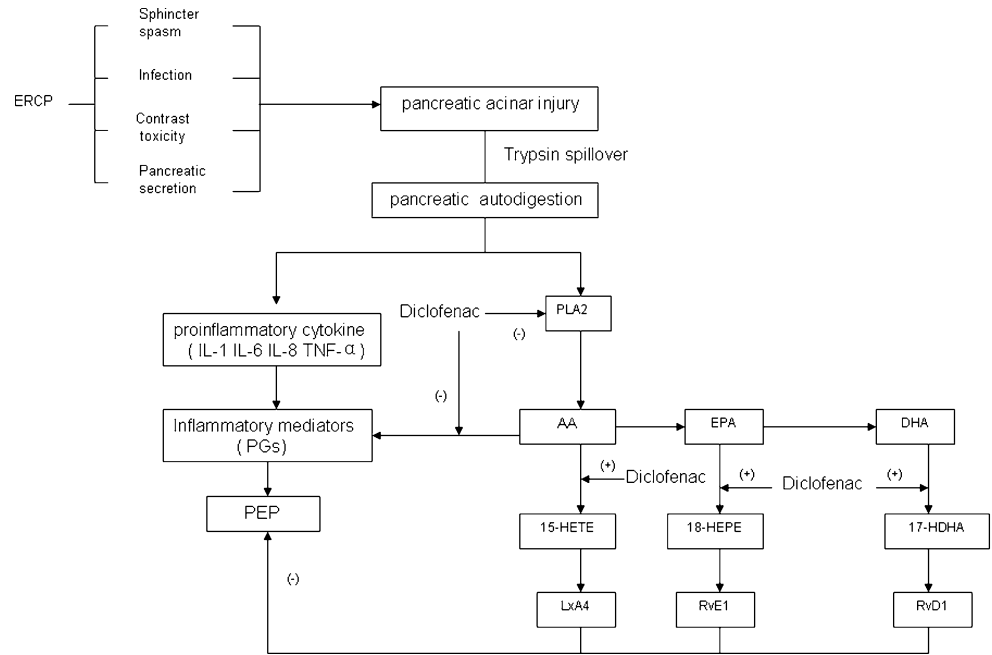 Sphincter
spasm
Infection
ERCP
Contrast
toxicity
Pancreatic
secretion
pancreatic acinar injury
Trypsin spillover
pancreatic autodigestion
Diclofenac
(-)
PLA2
proinflammatory cytokine
( IL-1 IL-6 IL-8 TNF-α )
(-)
Inflammatory mediators
( PGs)
AA
EPA
DHA
(+)
Diclofenac
(+)
Diclofenac
(+)
PEP
15-HETE
18-HEPE
17-HDHA
(-)
LxA4
RvE1
RvD1